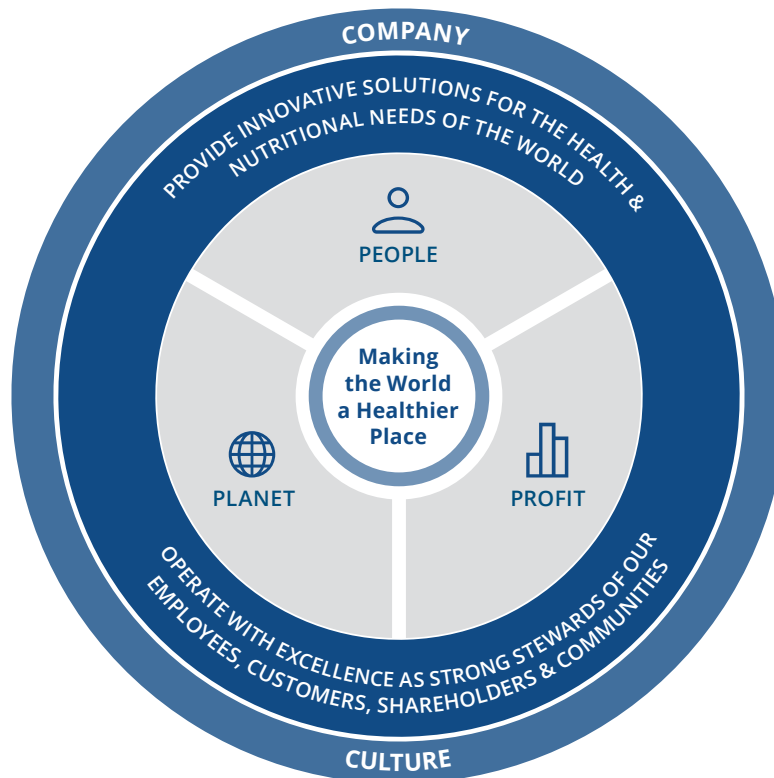 COMPANY
PROVIDE INNOVATIVE SOLUTIONS FOR THE HEALTH &
NUTRITIONAL NEEDS OF THE WORLD
PEOPLE
Making
the World
a Healthier
Place
PLANET
PROFIT
OPERATE WITH EXCELLENCE AS STRONG STEWARDS OF OUR
EMPLOYEES, CUSTOMERS, SHAREHOLDERS & COMMUNITIES
CULTURE